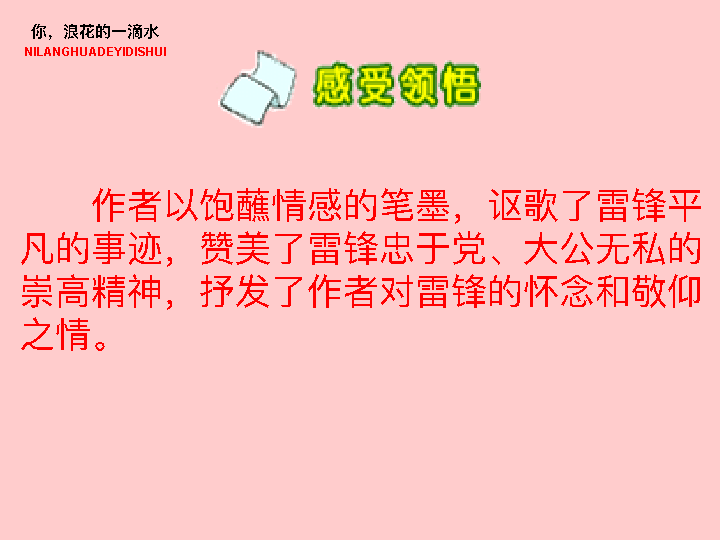 你，浪花的一滴水
NILANGHUADEYIDISHUI
感受领悟
作者以饱蘸情感的笔墨，讴歌了雷锋平
凡的事迹，赞美了雷锋忠于党、大公无私的
崇高精神，抒发了作者对雷锋的怀念和敬仰
之情。